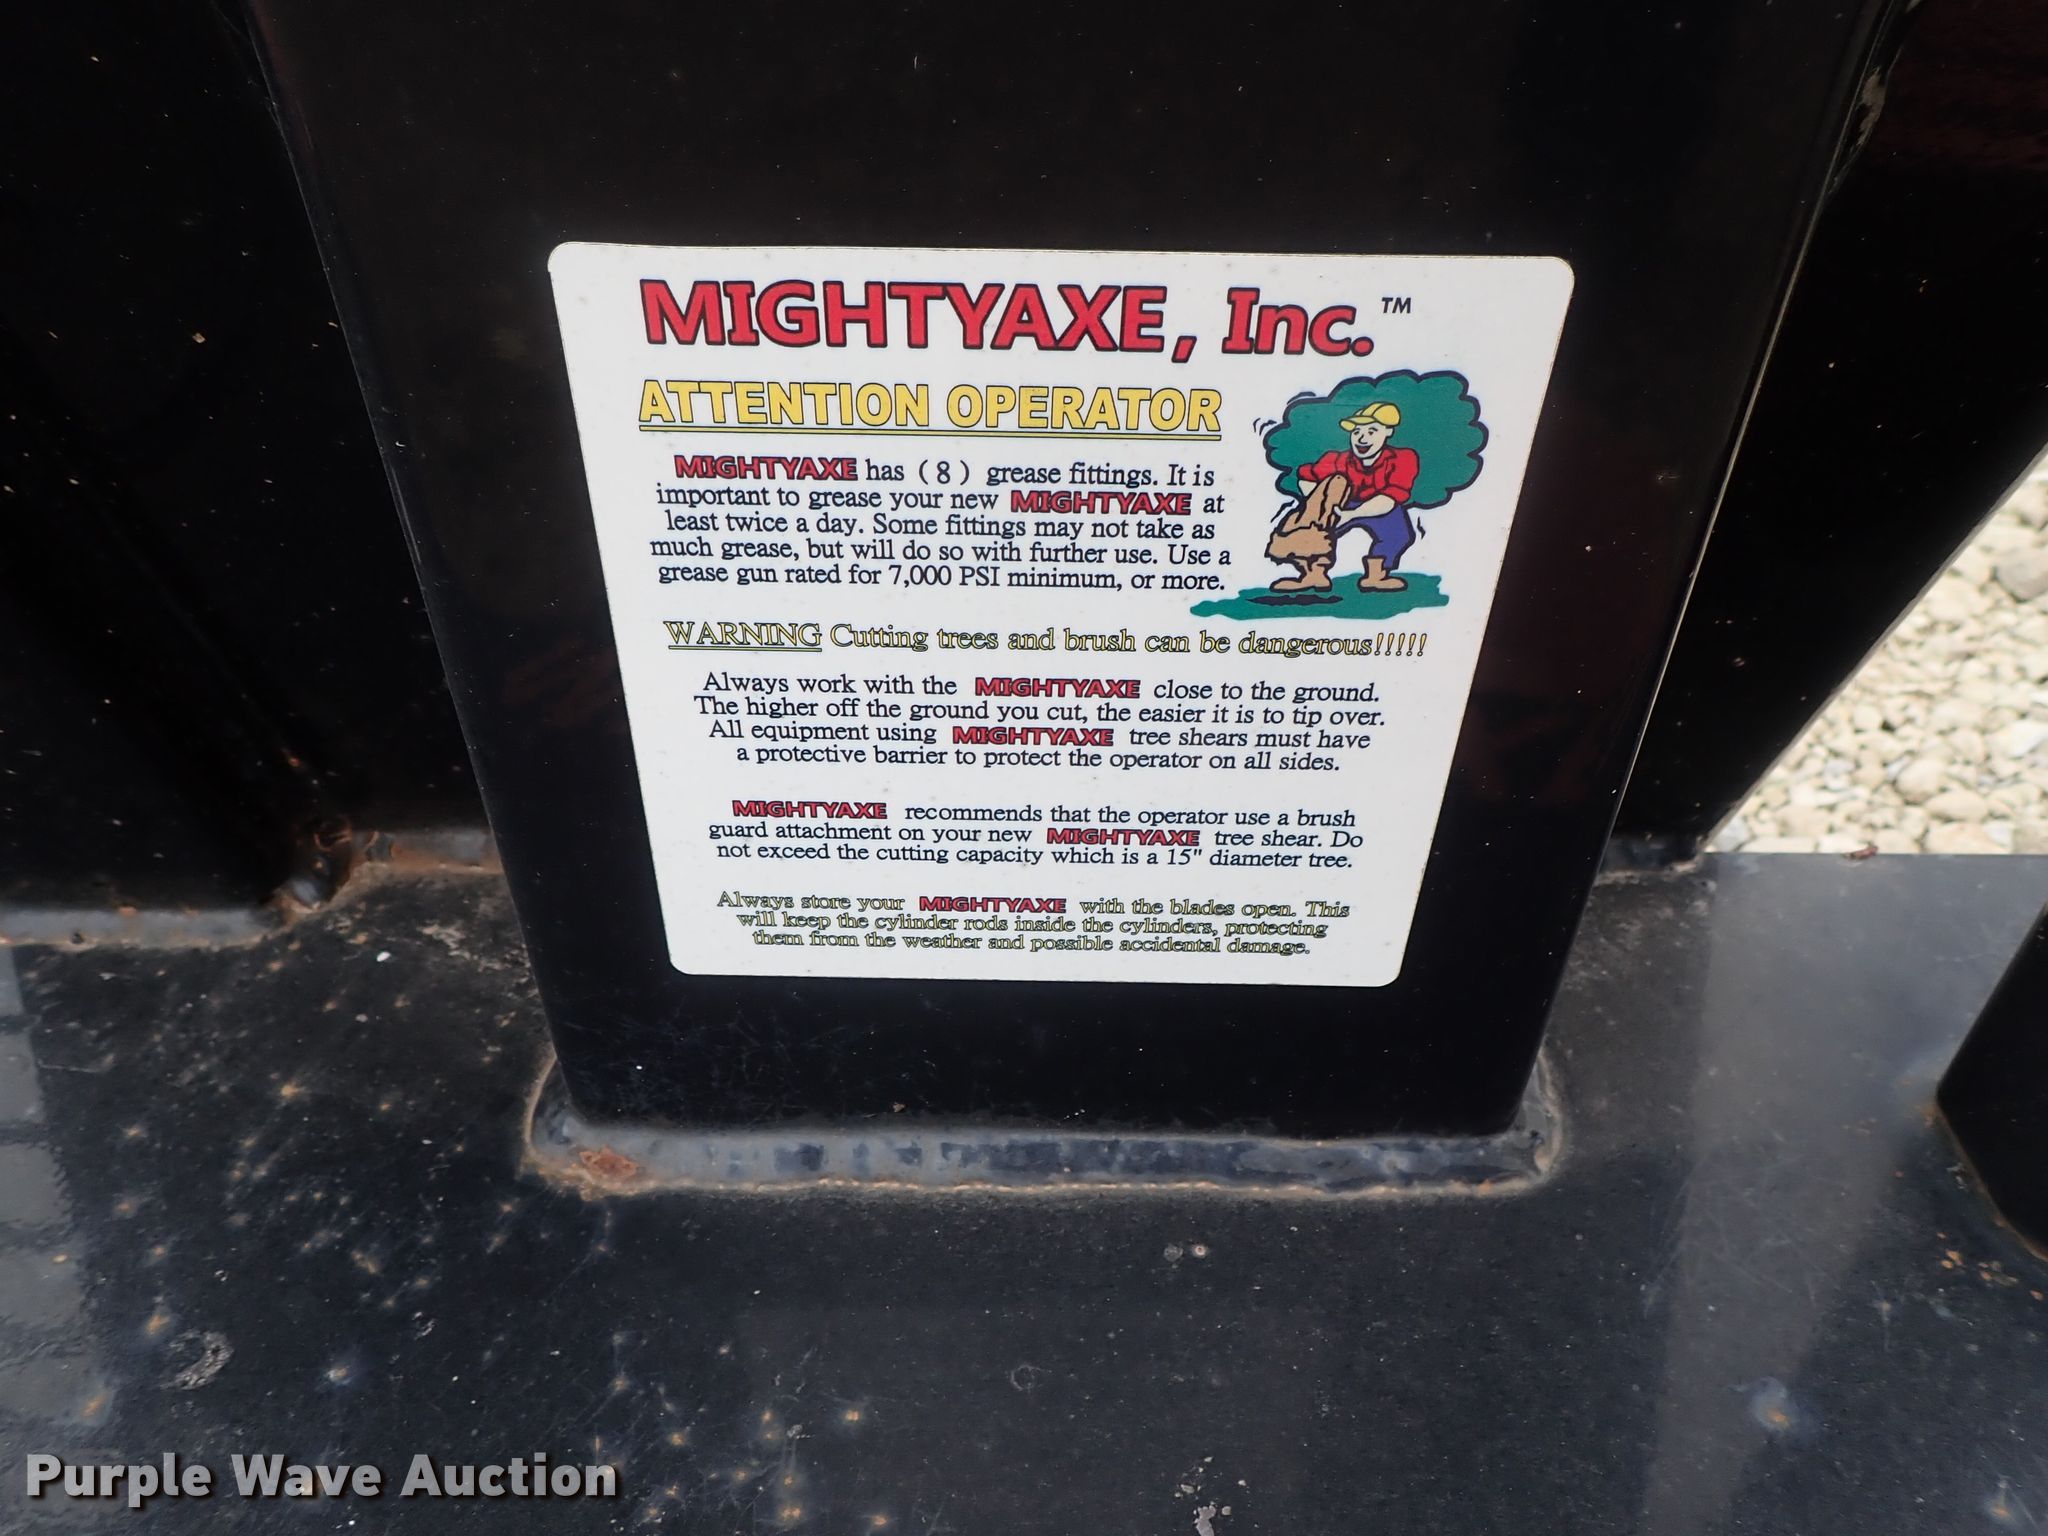 MIGHTYAXE, Inc.™
ATTENTION OPERATOR
MIGHTYAXE has ( 8 ) grease fittings. It is
important to grease your new MIGHTYAXE at
least twice a day. Some fittings may not take as
much grease, but will do so with further use. Use a
grease gun rated for 7,000 PSI minimum, or more.
WARNING Cutting trees and brush can be dangerous!!!!!
Always work with the MIGHTYAXE close to the ground.
The higher off the ground you cut, the easier it is to tip over.
All equipment using MIGHTYAXE tree shears must have
a protective barrier to protect the operator on all sides.
MIGHTYAXE recommends that the operator use a brush
guard attachment on your new MIGHTYAXE tree shear. Do
not exceed the cutting capacity which is a 15" diameter tree.
Always store your MIGHTYAXE with the blades open. This
will keep the cylinder rods inside the cylinders, protecting
them from the weather and possible accidental damage.
Purple Wave Auction